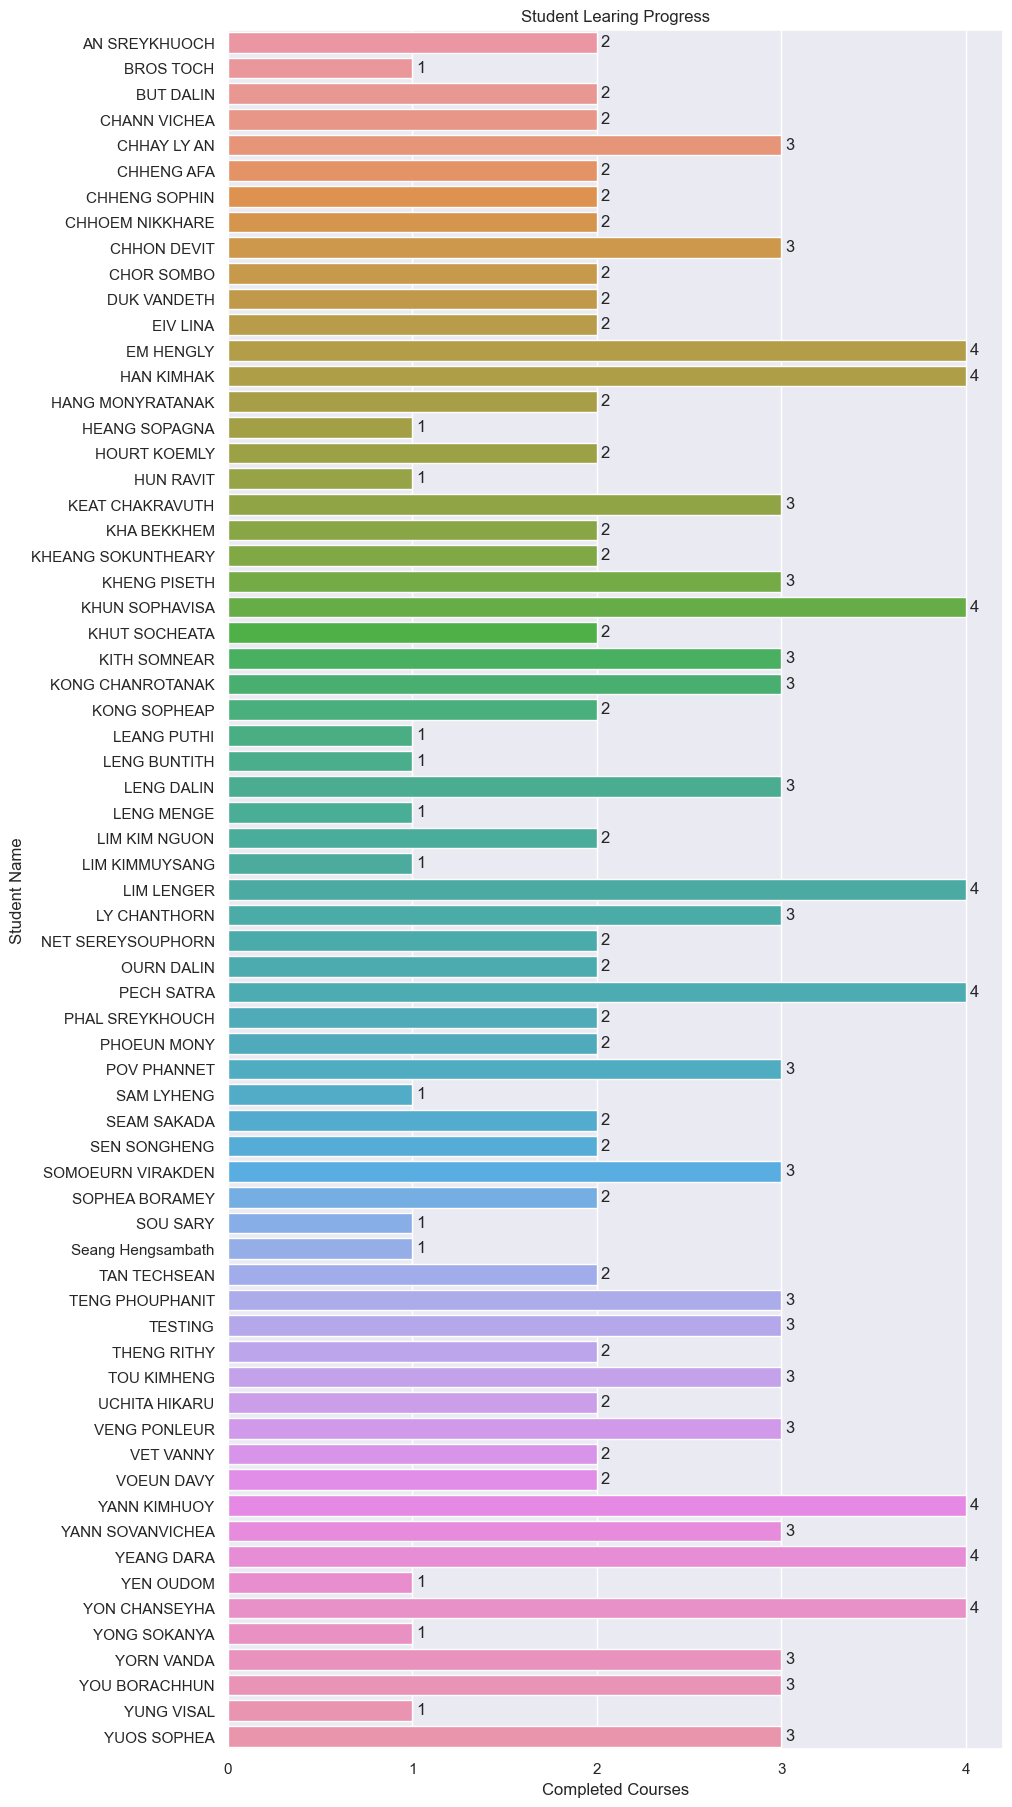 Student Learing Progress
AN SREYKHUOCH 2
BROS TOCH 1
BUT DALIN 2
CHANN VICHEA 2
CHHAY LY AN 3
CHHENG AFA 2
CHHENG SOPHIN 2
CHHOEM NIKKHARE 2
CHHON DEVIT 3
CHOR SOMBO 2
DUK VANDETH 2
EIV LINA 2
EM HENGLY 4
HAN KIMHAK 4
HANG MONYRATANAK 2
HEANG SOPAGNA 1
HOURT KOEMLY 2
HUN RAVIT 1
KEAT CHAKRAVUTH 3
KHA BEKKHEM 2
KHEANG SOKUNTHEARY 2
KHENG PISETH 3
KHUN SOPHAVISA 4
KHUT SOCHEATA 2
KITH SOMNEAR 3
KONG CHANROTANAK 3
KONG SOPHEAP 2
LEANG PUTHI 1
LENG BUNTITH 1
LENG DALIN 3
LENG MENGE 1
LIM KIM NGUON 2
LIM KIMMUYSANG 1
LIM LENGER 4
LY CHANTHORN 3
NET SEREYSOUPHORN 2
OURN DALIN 2
PECH SATRA 4
PHAL SREYKHOUCH 2
PHOEUN MONY 2
POV PHANNET 3
SAM LYHENG 1
SEAM SAKADA 2
SEN SONGHENG 2
SOMOEURN VIRAKDEN 3
SOPHEA BORAMEY 2
SOU SARY 1
Seang Hengsambath 1
TAN TECHSEAN 2
TENG PHOUPHANIT 3
TESTING 3
THENG RITHY 2
TOU KIMHENG 3
UCHITA HIKARU 2
VENG PONLEUR 3
VET VANNY 2
VOEUN DAVY 2
YANN KIMHUOY 4
YANN SOVANVICHEA 3
YEANG DARA 4
YEN OUDOM 1
YON CHANSEYHA 4
YONG SOKANYA 1
YORN VANDA 3
YOU BORACHHUN 3
YUNG VISAL 1
YUOS SOPHEA 3
Student Name
0 1 2 3 4
Completed Courses